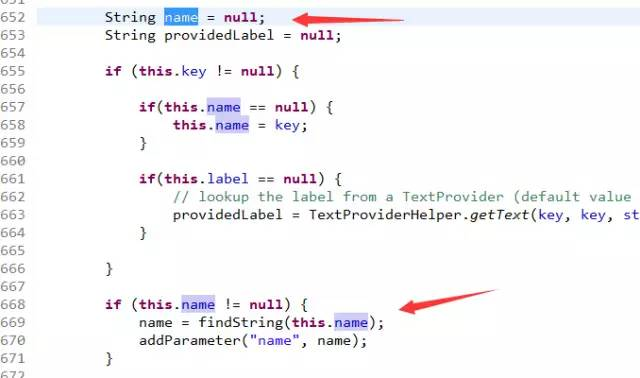 651
652 String name = null;
653 String providedLabel = null;
654
655 if (this.key != null) {
656
657 if(this.name == null) {
658 this.name = key;
659 }
660
661 if(this.label == null) {
662 // lookup the label from a TextProvider (default value
663 providedLabel = TextProviderHelper.getText(key, key, st
664 }
665
666 }
667
668 if (this.name != null) {
669 name = findString(this.name);
670 addParameter("name", name);
671 }
672